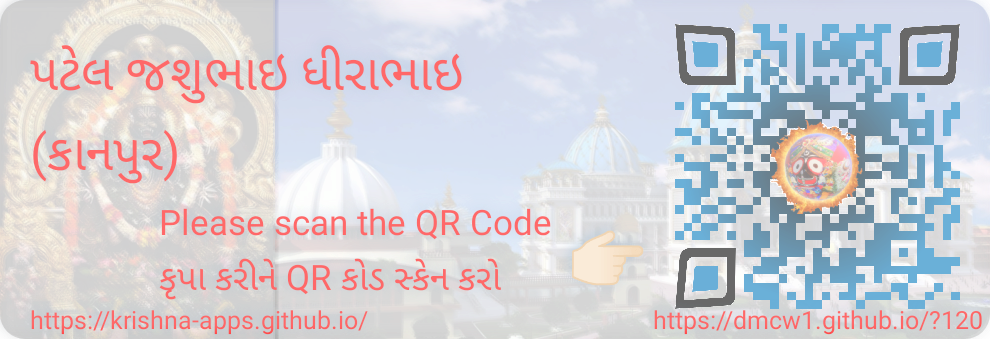 પટેલ જશુભાઇ ધીરાભાઇ
(કાનપુર)
Please scan the QR Code
કૃપા કરીને QR કોડ સ્કેન કરો
https://krishna-apps.github.io/
https://dmcw1.github.io/?120